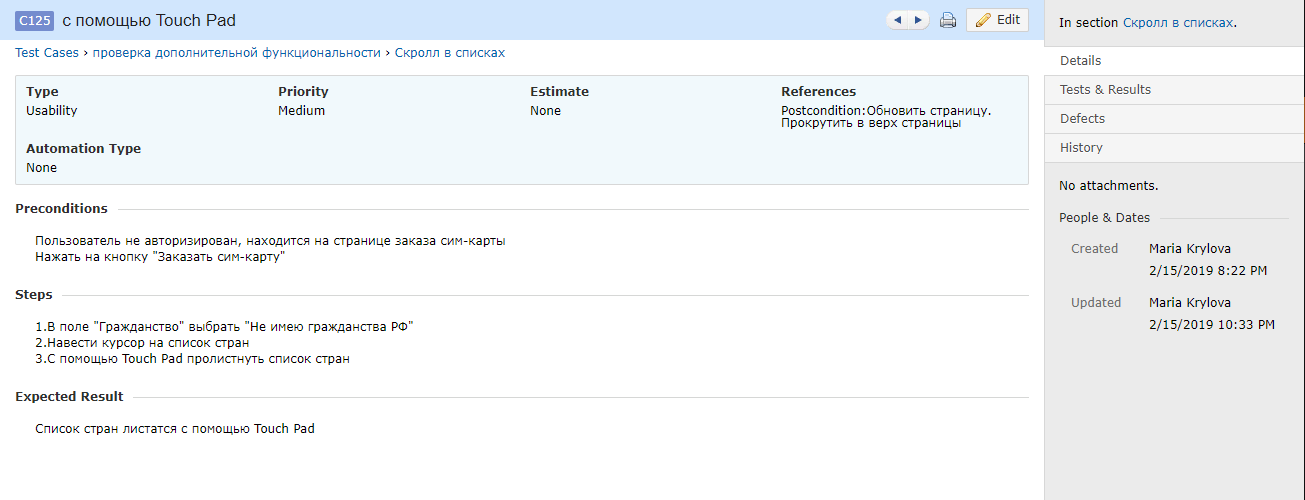 C125 с помощью Touch Pad
Edit
Test Cases › проверка дополнительной функциональности › Скролл в списках
Type
Usability
Priority
Medium
Estimate
None
References
Postcondition:Обновить страницу.
Прокрутить в верх страницы
Automation Type
None
Preconditions
Пользователь не авторизирован, находится на странице заказа сим-карты
Нажать на кнопку "Заказать сим-карту"
Steps
1.В поле "Гражданство" выбрать "Не имею гражданства РФ"
2.Навести курсор на список стран
3.С помощью Touch Pad пролистнуть список стран
Expected Result
Список стран листатся с помощью Touch Pad
In section Скролл в списках.
Details
Tests & Results
Defects
History
No attachments.
People & Dates
Created Maria Krylova
2/15/2019 8:22 PM
Updated Maria Krylova
2/15/2019 10:33 PM